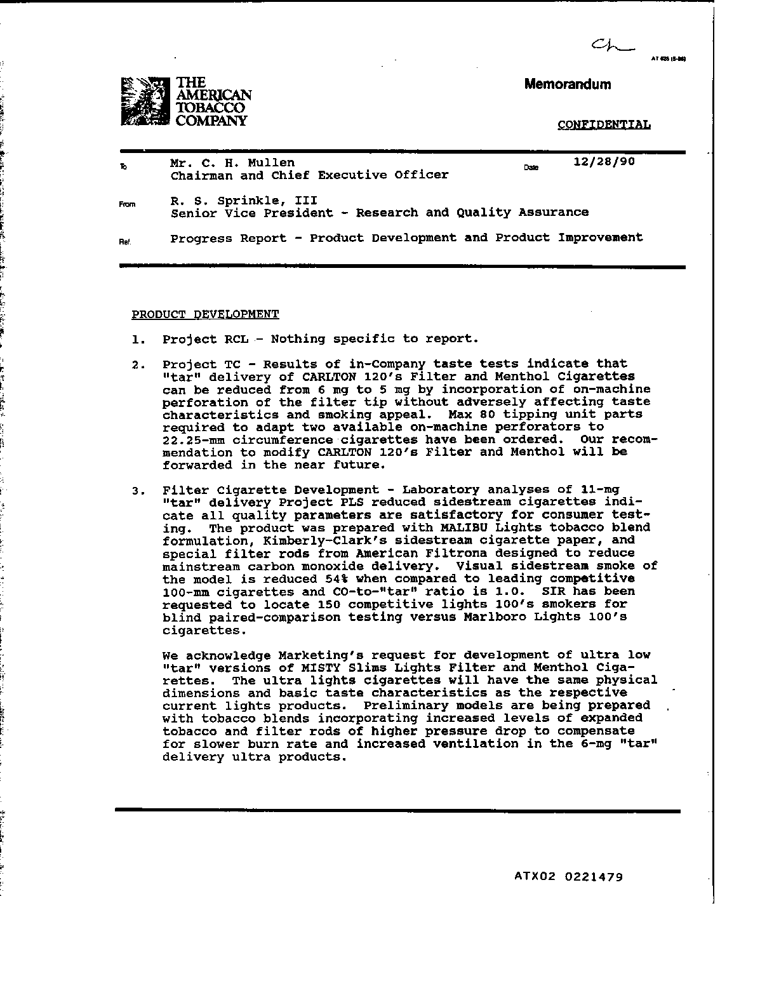 Ch
AT 635 (5-86)
THE
AMERICAN
TOBACCO
COMPANY
Memorandum
CONFIDENTIAL
To Mr. C. H. Mullen Date 12/28/90
Chairman and Chief Executive Officer
From R. S. Sprinkle, III
Senior Vice President - Research and Quality Assurance
Ref. Progress Report - Product Development and Product Improvement
PRODUCT DEVELOPMENT
1. Project RCL - Nothing specific to report.
2. Project TC - Results of in-Company taste tests indicate that
"tar" delivery of CARLTON 120's Filter and Menthol Cigarettes
can be reduced from 6 mg to 5 mg by incorporation of on-machine
perforation of the filter tip without adversely affecting taste
characteristics and smoking appeal. Max 80 tipping unit parts
required to adapt two available on-machine perforators to
22.25-mm circumference cigarettes have been ordered. Our recom-
mendation to modify CARLTON 120's Filter and Menthol will be
forwarded in the near future.
3. Filter Cigarette Development - Laboratory analyses of 11-mg
"tar" delivery Project PLS reduced sidestream cigarettes indi-
cate all quality parameters are satisfactory for consumer test-
ing. The product was prepared with MALIBU Lights tobacco blend
formulation, Kimberly-Clark's sidestream cigarette paper, and
special filter rods from American Filtrona designed to reduce
mainstream carbon monoxide delivery. Visual sidestream smoke of
the model is reduced 54% when compared to leading competitive
100-mm cigarettes and CO-to-"tar" ratio is 1.0. SIR has been
requested to locate 150 competitive lights 100's smokers for
blind paired-comparison testing versus Marlboro Lights 100's
cigarettes.
We acknowledge Marketing's request for development of ultra low
"tar" versions of MISTY Slims Lights Filter and Menthol Ciga-
rettes. The ultra lights cigarettes will have the same physical
dimensions and basic taste characteristics as the respective
current lights products. Preliminary models are being prepared
with tobacco blends incorporating increased levels of expanded
tobacco and filter rods of higher pressure drop to compensate
for slower burn rate and increased ventilation in the 6-mg "tar"
delivery ultra products.
ATX02 0221479